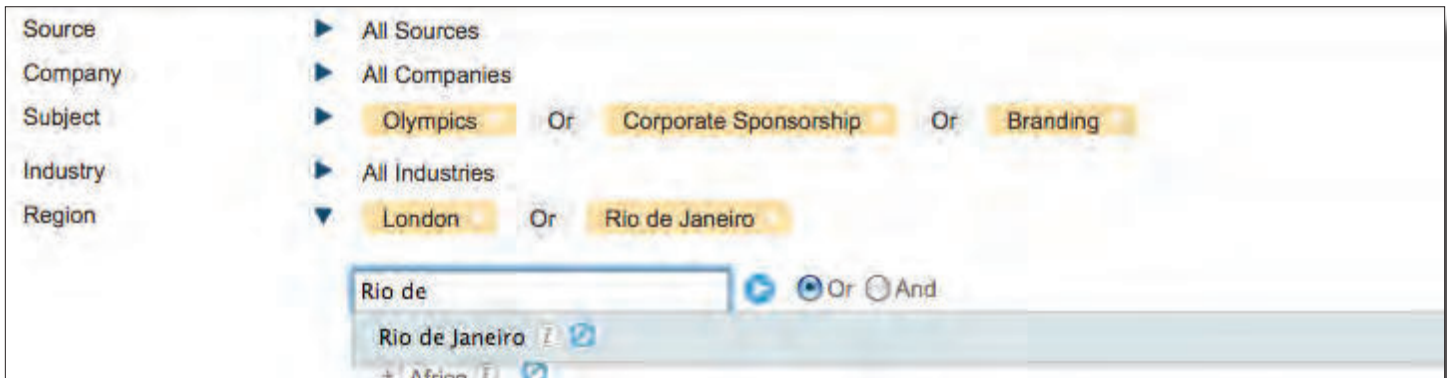 Source All Sources
Company All Companies
Subject Olympics Or Corporate Sponsorship Or Branding
Industry All Industries
Region London Or Rio de Janeiro
Rio de Or And
Rio de Janeiro i
+ Africa i